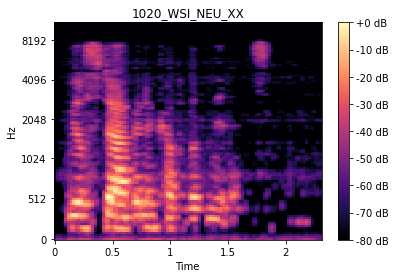 1020_WSI_NEU_XX
+0 dB
8192
-10 dB
4096
-20 dB
-30 dB
2048
Hz
-40 dB
1024
-50 dB
512
-60 dB
-70 dB
0
-80 dB
0 0.5 1 1.5 2
Time